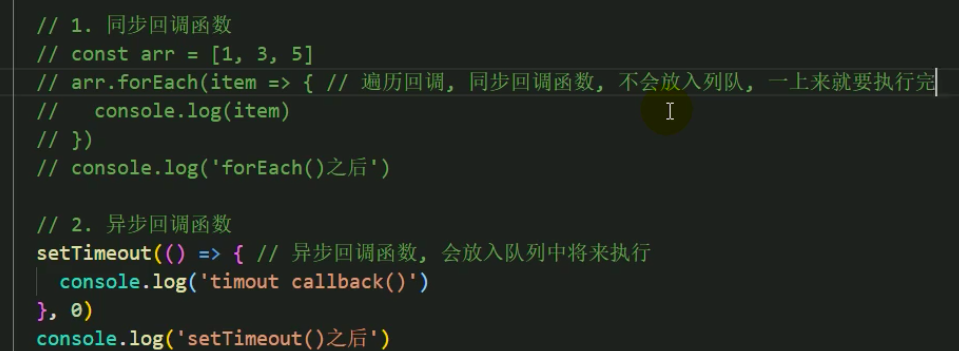 // 1. 同步回调函数
// const arr = [1, 3, 5]
// arr.forEach(item => { // 遍历回调, 同步回调函数, 不会放入列队, 一上来就要执行完
//   console.log(item)
// })
// console.log('forEach()之后')
// 2. 异步回调函数
setTimeout(() => { // 异步回调函数, 会放入队列中将来执行
  console.log('timout callback()')
}, 0)
console.log('setTimeout()之后')